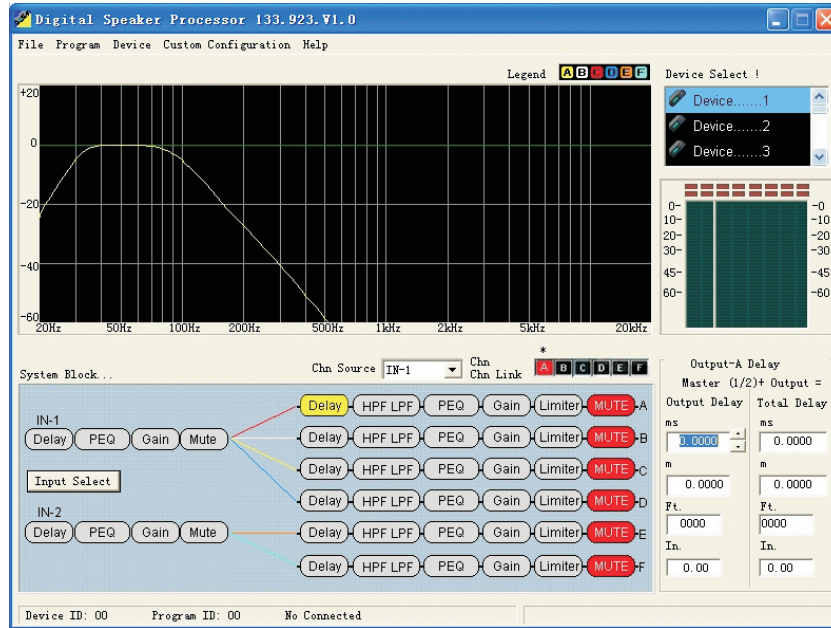 Digital Speaker Processor 133.923.V1.0
File Program Device Custom Configuration Help
Legend A B C D E F
Device Select !
Device.......1
Device.......2
Device.......3
+20
0
-20
-40
-60
20Hz 50Hz 100Hz 200Hz 500Hz 1kHz 2kHz 5kHz 20kHz
0- -0
10- -10
20- -20
30- -30
45- -45
60- -60
System Block...
Chn Source IN-1
Chn
Chn Link
*
A B C D E F
IN-1
Delay PEQ Gain Mute
Input Select
IN-2
Delay PEQ Gain Mute
Delay HPF LPF PEQ Gain Limiter MUTE A
Delay HPF LPF PEQ Gain Limiter MUTE B
Delay HPF LPF PEQ Gain Limiter MUTE C
Delay HPF LPF PEQ Gain Limiter MUTE D
Delay HPF LPF PEQ Gain Limiter MUTE E
Delay HPF LPF PEQ Gain Limiter MUTE F
Output-A Delay
Master (1/2)+ Output =
Output Delay Total Delay
ms ms
0.0000 0.0000
m m
0.0000 0.0000
Ft. Ft.
0000 0000
In. In.
0.00 0.00
Device ID: 00 Program ID: 00 No Connected